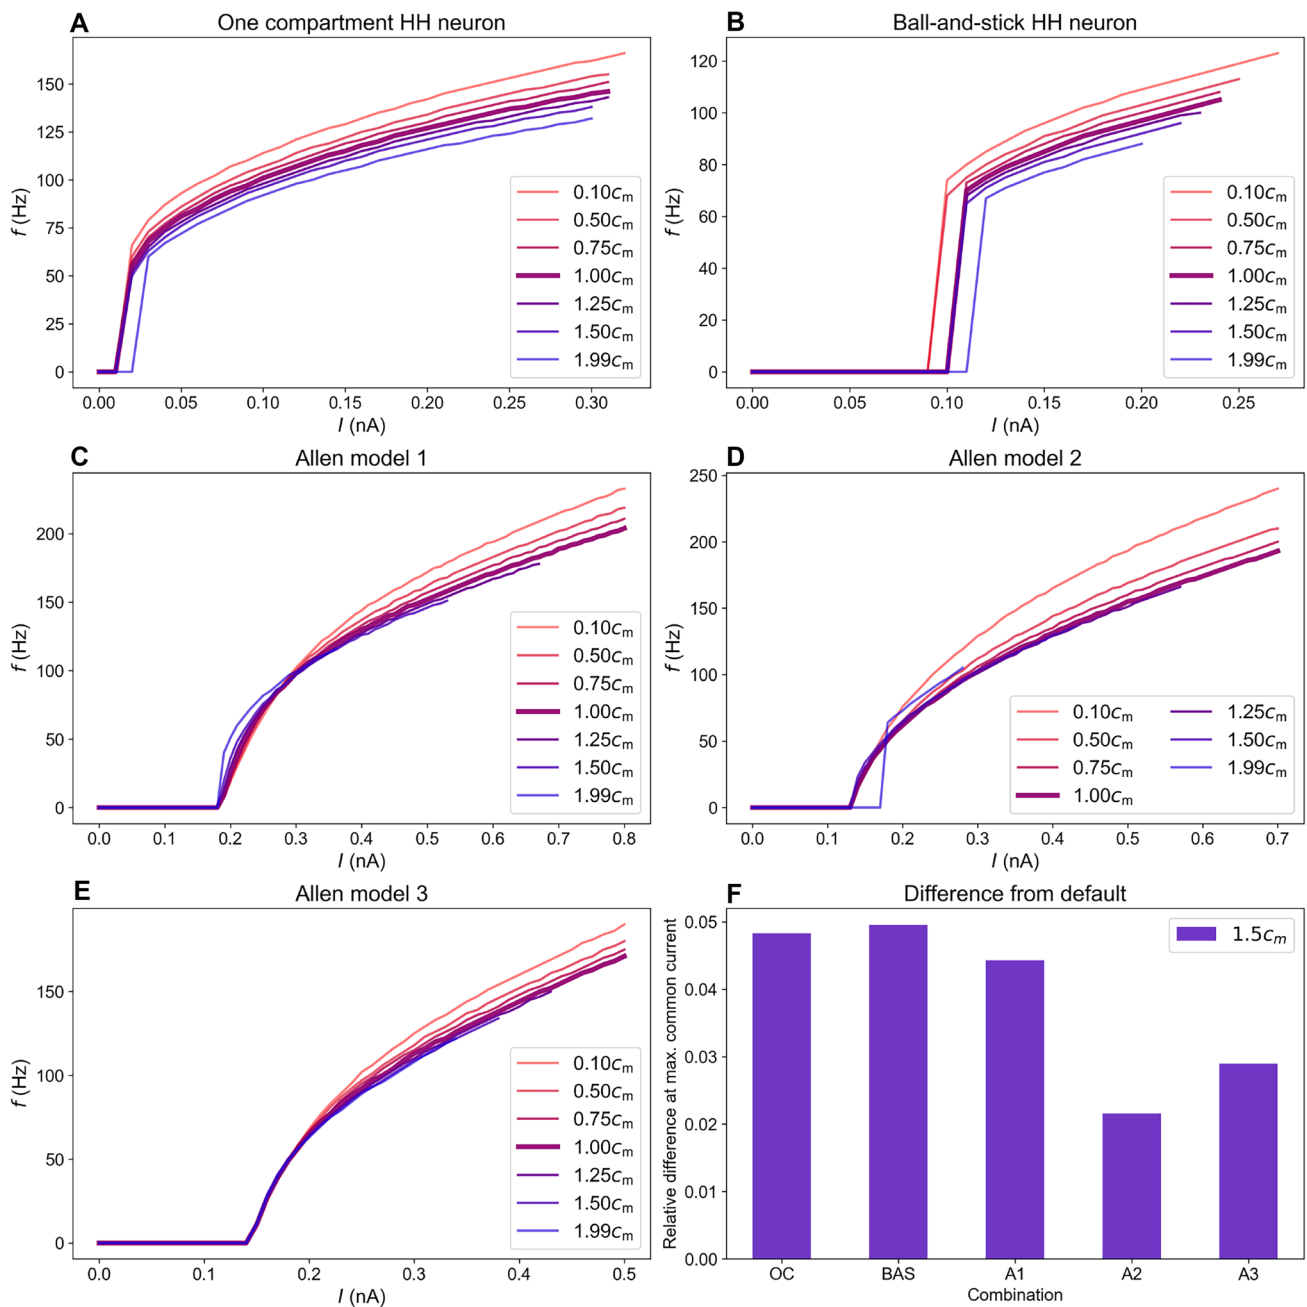 A
One compartment HH neuron
f (Hz)
150
125
100
75
50
25
0
0.10cm
0.50cm
0.75cm
1.00cm
1.25cm
1.50cm
1.99cm
0.00
0.05
0.10
0.15
0.20
0.25
0.30
I (nA)
B
Ball-and-stick HH neuron
f (Hz)
120
100
80
60
40
20
0
0.10cm
0.50cm
0.75cm
1.00cm
1.25cm
1.50cm
1.99cm
0.00
0.05
0.10
0.15
0.20
0.25
I (nA)
C
Allen model 1
f (Hz)
200
150
100
50
0
0.10cm
0.50cm
0.75cm
1.00cm
1.25cm
1.50cm
1.99cm
0.0
0.1
0.2
0.3
0.4
0.5
0.6
0.7
0.8
I (nA)
D
Allen model 2
f (Hz)
250
200
150
100
50
0
0.10cm
0.50cm
0.75cm
1.00cm
1.25cm
1.50cm
1.99cm
0.0
0.1
0.2
0.3
0.4
0.5
0.6
0.7
I (nA)
E
Allen model 3
f (Hz)
150
100
50
0
0.10cm
0.50cm
0.75cm
1.00cm
1.25cm
1.50cm
1.99cm
0.0
0.1
0.2
0.3
0.4
0.5
I (nA)
F
Difference from default
Relative difference at max. common current
0.05
0.04
0.03
0.02
0.01
0.00
1.5cm
OC
BAS
A1
A2
A3
Combination